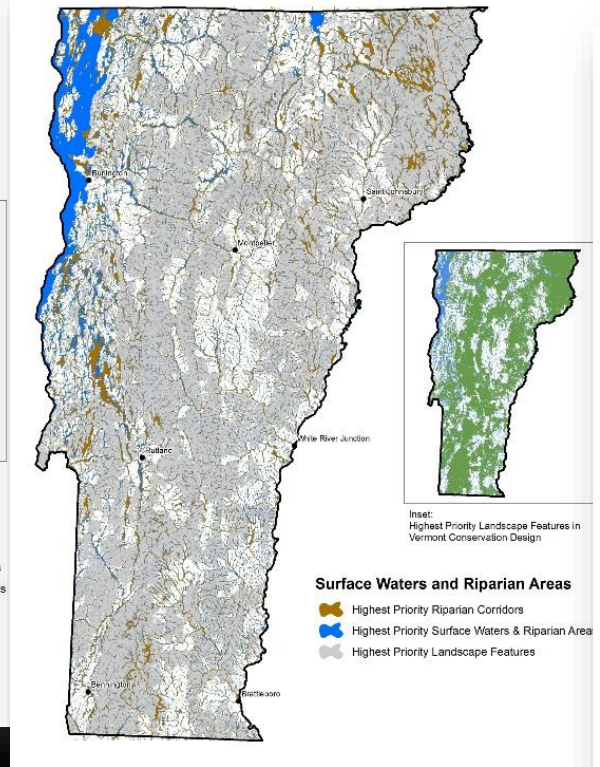 Burlington
Saint Johnsbury
Montpelier
White River Junction
Rutland
Inset:
Highest Priority Landscape Features in
Vermont Conservation Design
Surface Waters and Riparian Areas
Highest Priority Riparian Corridors
Highest Priority Surface Waters & Riparian Areas
Highest Priority Landscape Features
Bennington
Brattleboro